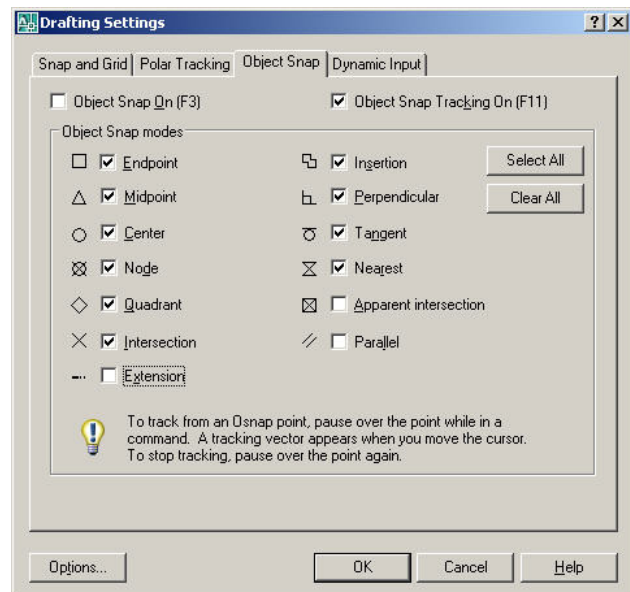 Drafting Settings
Snap and Grid Polar Tracking Object Snap Dynamic Input
Object Snap On (F3) Object Snap Tracking On (F11)
Object Snap modes
Endpoint Insertion Select All
Midpoint Perpendicular Clear All
Center Tangent
Node Nearest
Quadrant Apparent intersection
Intersection Parallel
Extension
To track from an Osnap point, pause over the point while in a
command. A tracking vector appears when you move the cursor.
To stop tracking, pause over the point again.
Options... OK Cancel Help